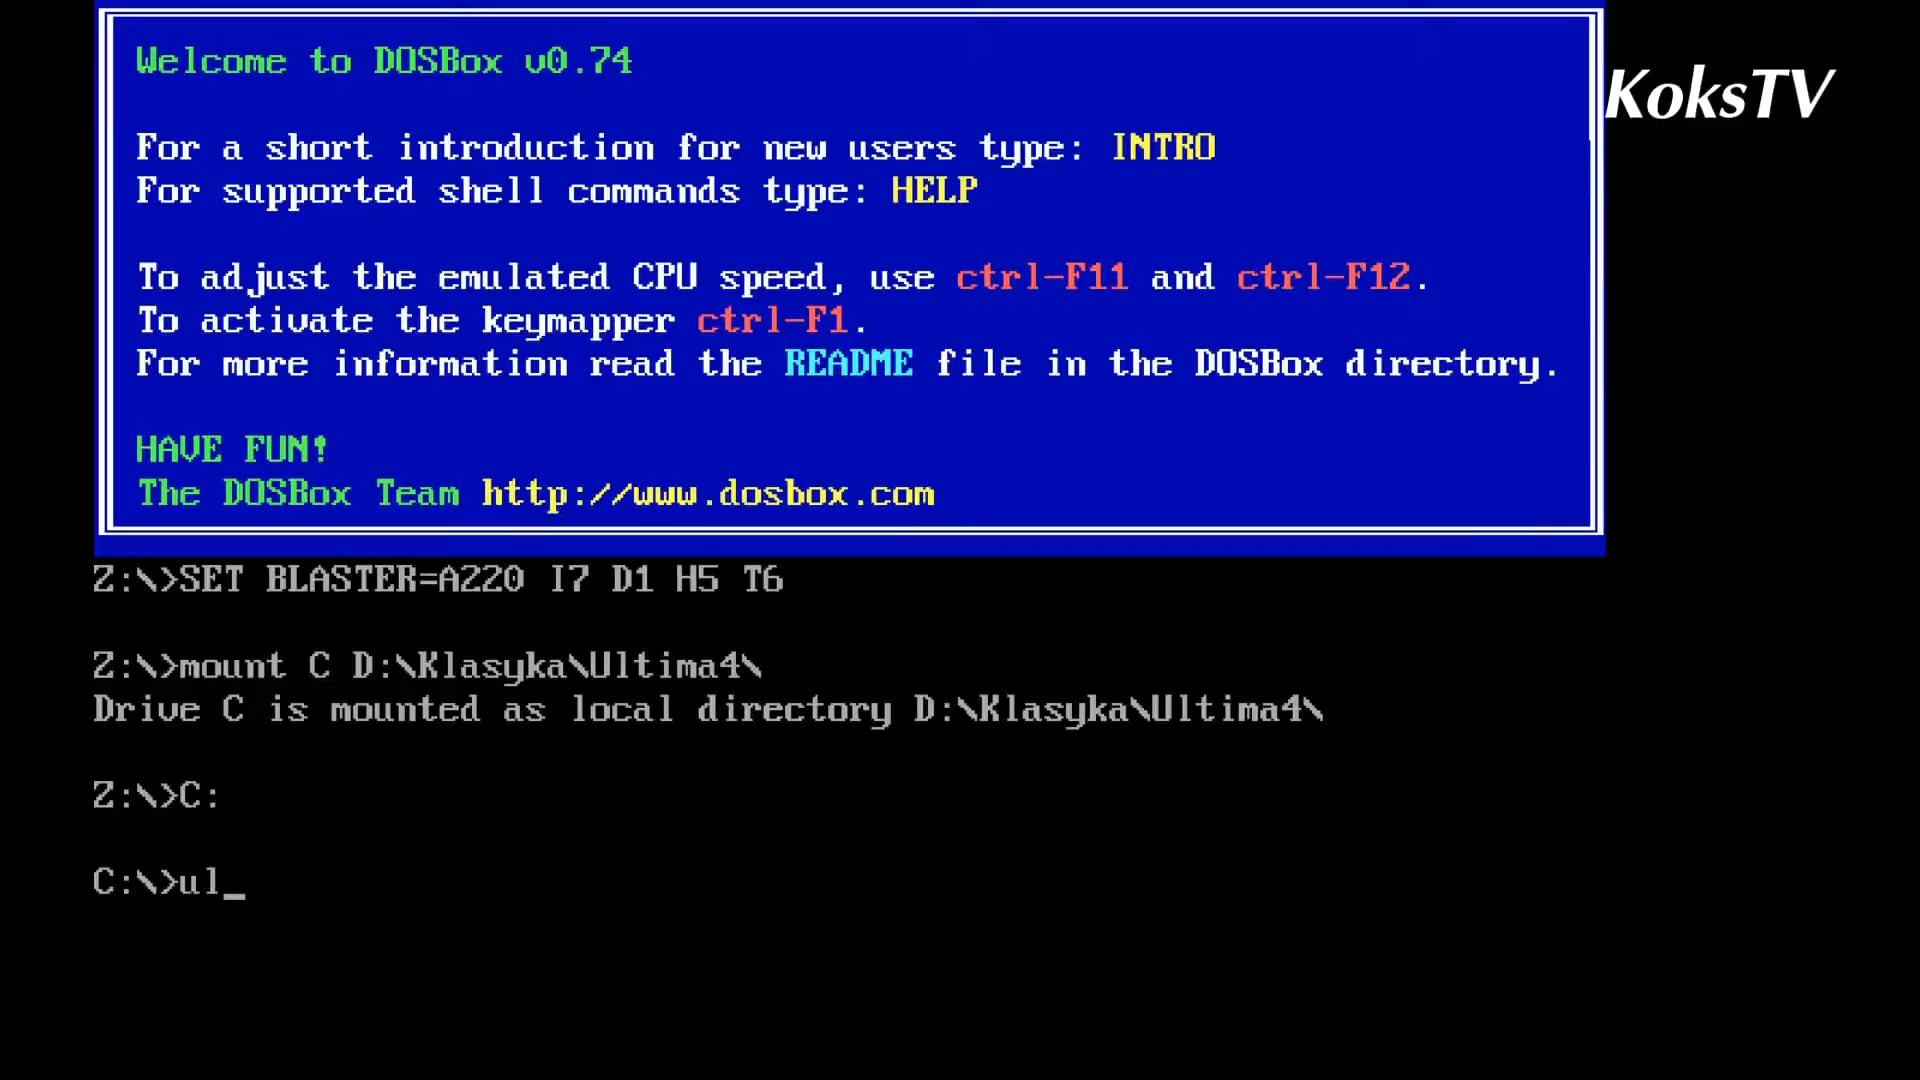 Welcome to DOSBox v0.74
KoksTV
For a short introduction for new users type: INTRO
For supported shell commands type: HELP
To adjust the emulated CPU speed, use ctrl-F11 and ctrl-F12.
To activate the keymapper ctrl-F1.
For more information read the README file in the DOSBox directory.
HAVE FUN!
The DOSBox Team http://www.dosbox.com
Z:\>SET BLASTER=A220 I7 D1 H5 T6
Z:\>mount C D:\Klasyka\Ultima4\
Drive C is mounted as local directory D:\Klasyka\Ultima4\
Z:\>C:
C:\>ul_